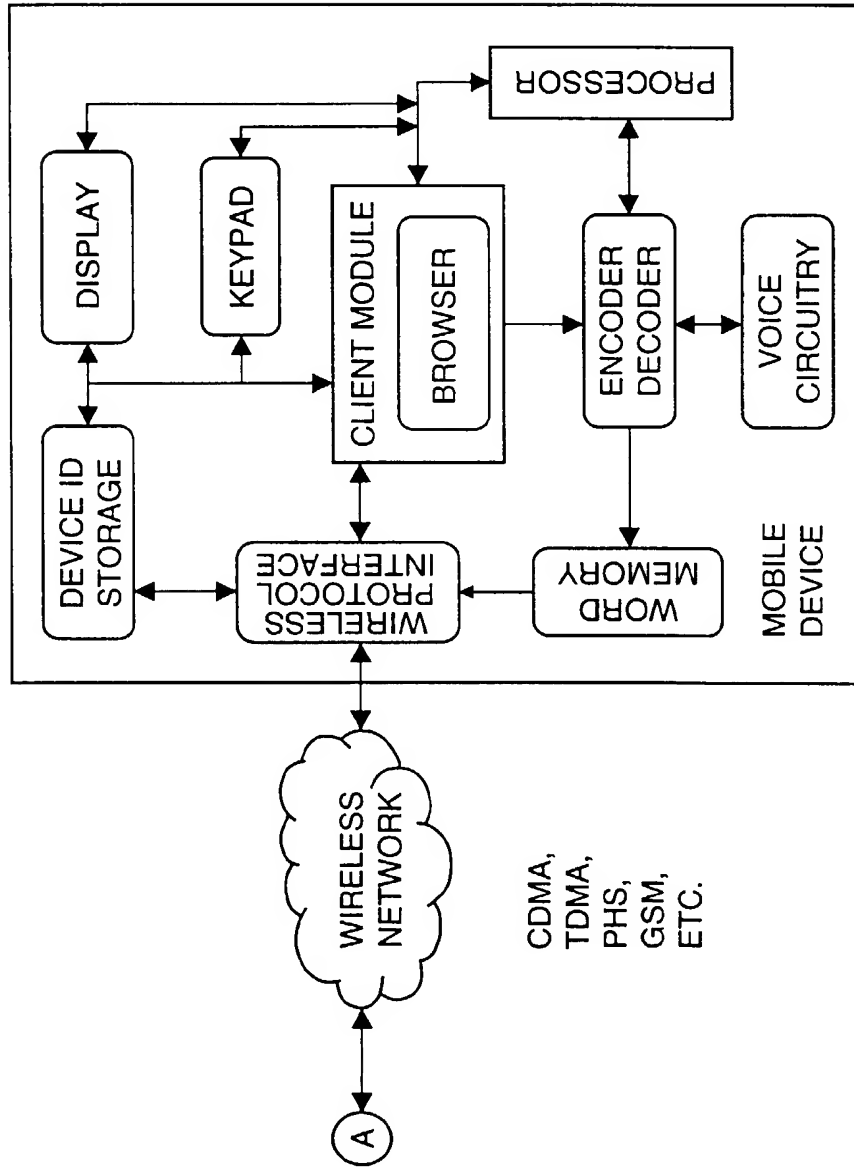 A
WIRELESS
NETWORK
CDMA,
TDMA,
PHS,
GSM,
ETC.
DEVICE ID
STORAGE
DISPLAY
WIRELESS
PROTOCOL
INTERFACE
KEYPAD
CLIENT MODULE
BROWSER
PROCESSOR
WORD
MEMORY
ENCODER
DECODER
VOICE
CIRCUITRY
MOBILE
DEVICE